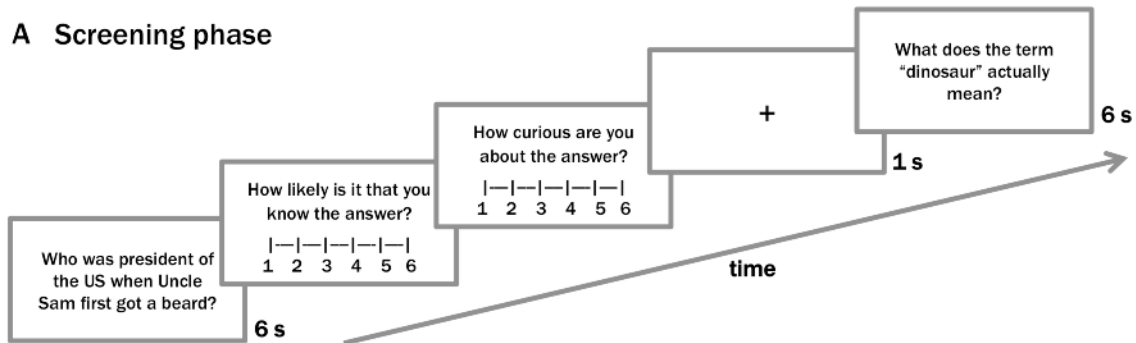 A Screening phase
Who was president of
the US when Uncle
Sam first got a beard?
6 s
How likely is it that you
know the answer?
1 2 3 4 5 6
How curious are you
about the answer?
1 2 3 4 5 6
+
1 s
What does the term
“dinosaur” actually
mean?
6 s
time